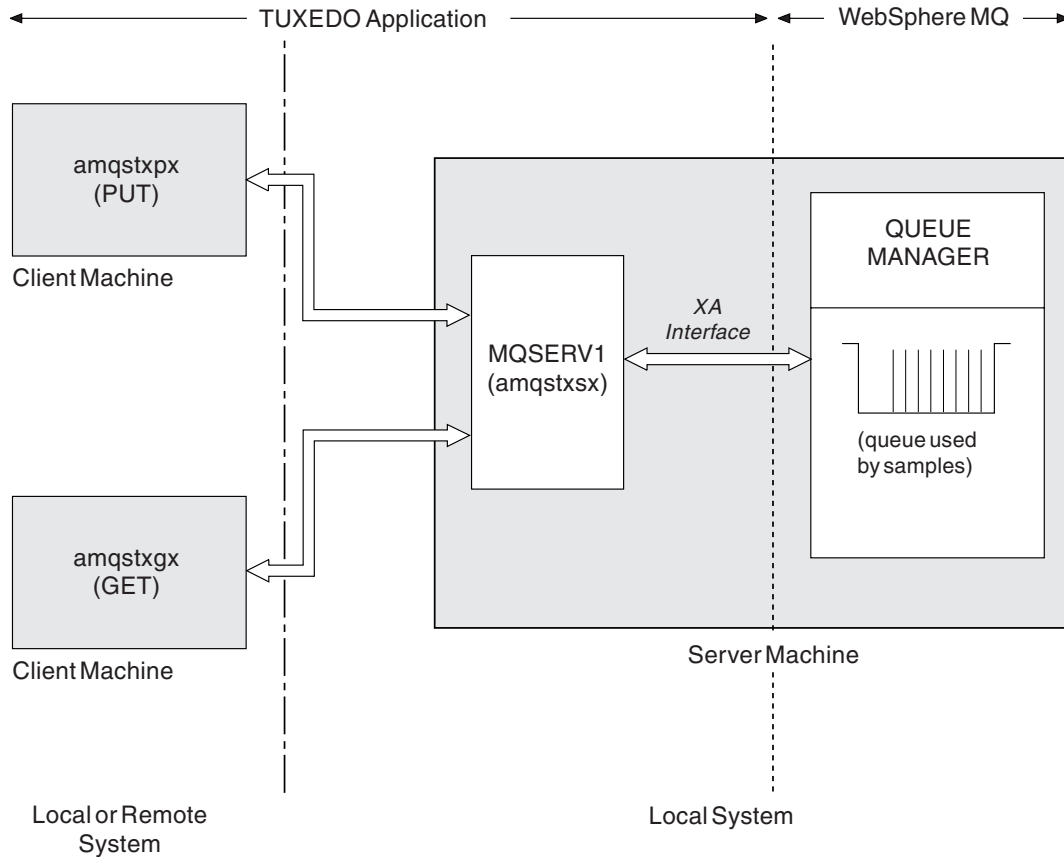 TUXEDO Application
WebSphere MQ
amqstxpx
(PUT)
Client Machine
QUEUE
MANAGER
XA
Interface
MQSERV1
(amqstxsx)
(queue used
by samples)
amqstxgx
(GET)
Client Machine
Server Machine
Local or Remote
System
Local System